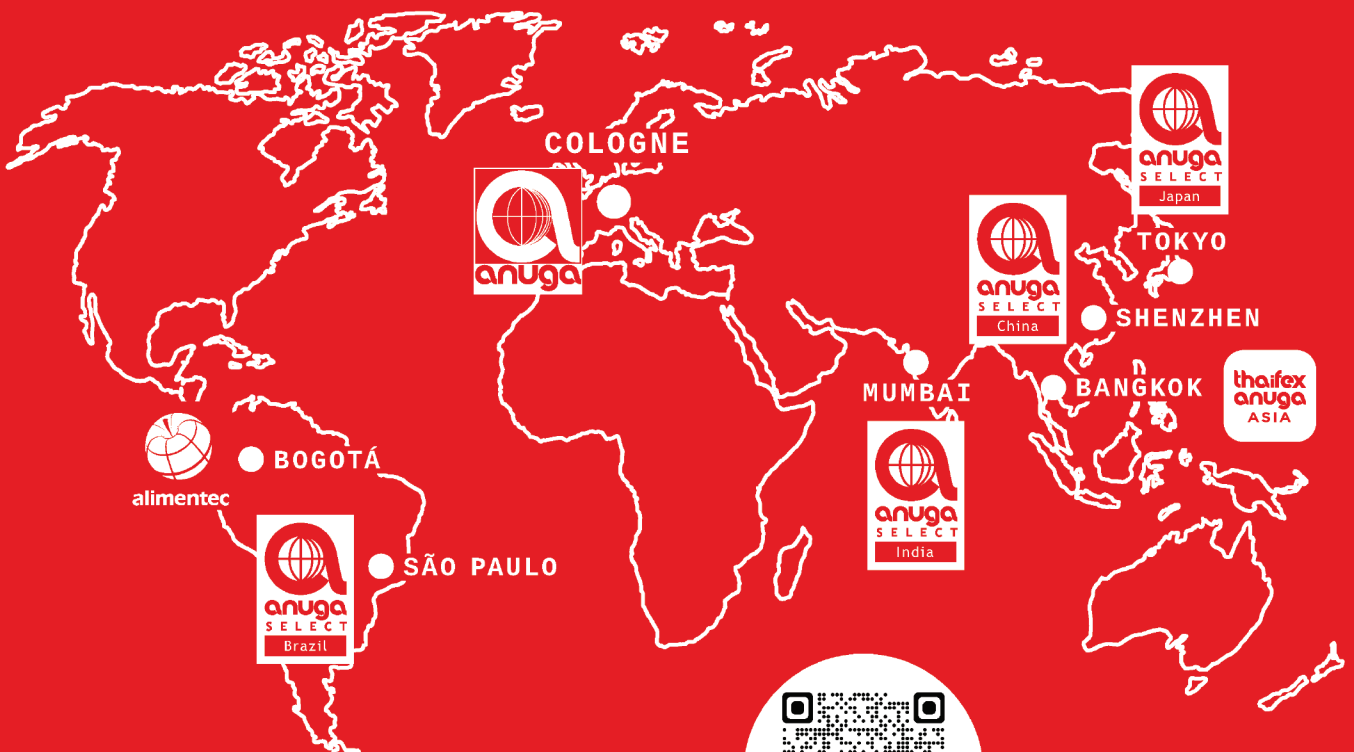 COLOGNE
anuga
anuga
SELECT
Japan
TOKYO
anuga
SELECT
China
SHENZHEN
MUMBAI
anuga
SELECT
India
BANGKOK
thaifex
anuga
ASIA
alimentec
BOGOTÁ
anuga
SELECT
Brazil
SÃO PAULO